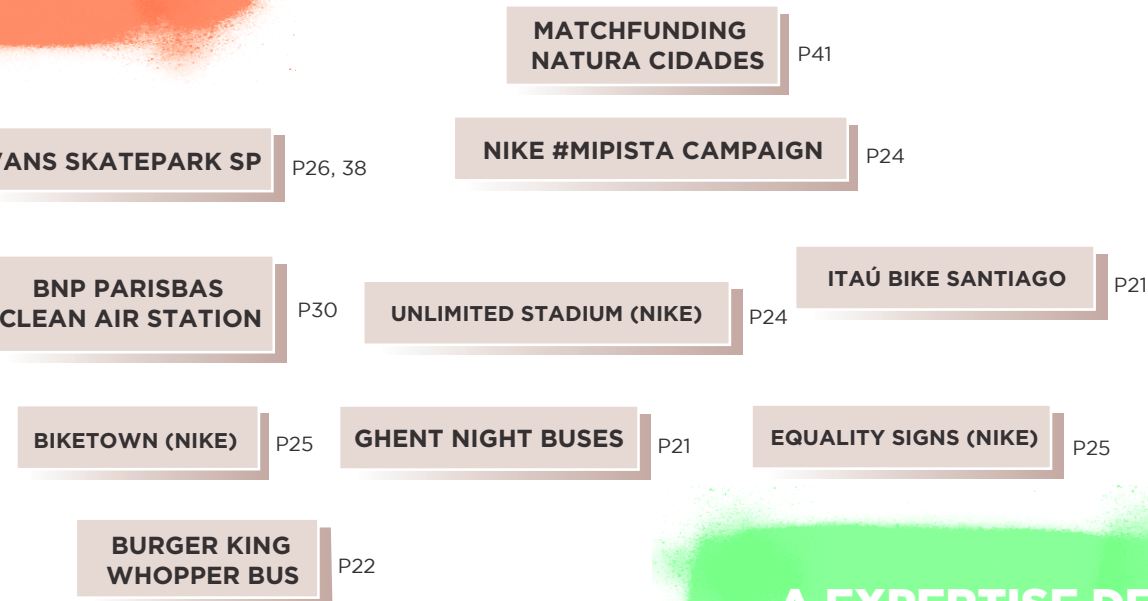 MATCHFUNDING
NATURA CIDADES
P41
VANS SKATEPARK SP
P26, 38
NIKE #MIPISTA CAMPAIGN
P24
BNP PARISBAS
CLEAN AIR STATION
P30
UNLIMITED STADIUM (NIKE)
P24
ITAÚ BIKE SANTIAGO
P21
BIKETOWN (NIKE)
P25
GHENT NIGHT BUSES
P21
EQUALITY SIGNS (NIKE)
P25
BURGER KING
WHOPPER BUS
P22
A EXPERTISE DE